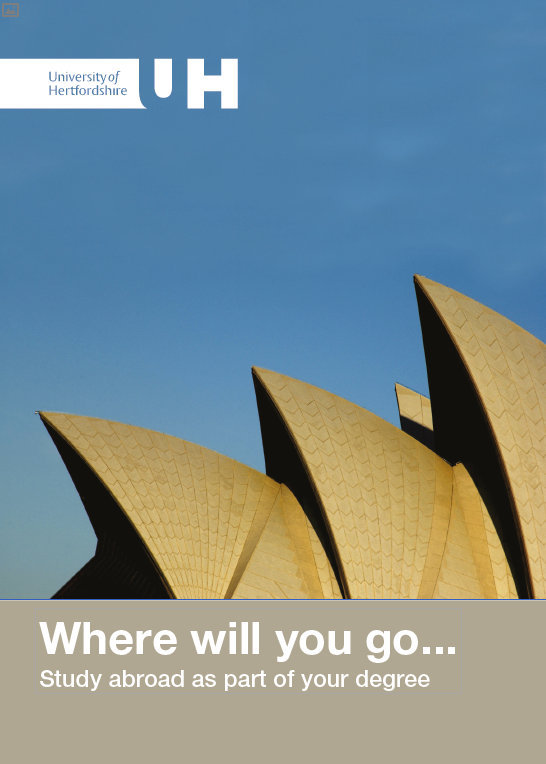 University of
Hertfordshire
UH
Where will you go...
Study abroad as part of your degree